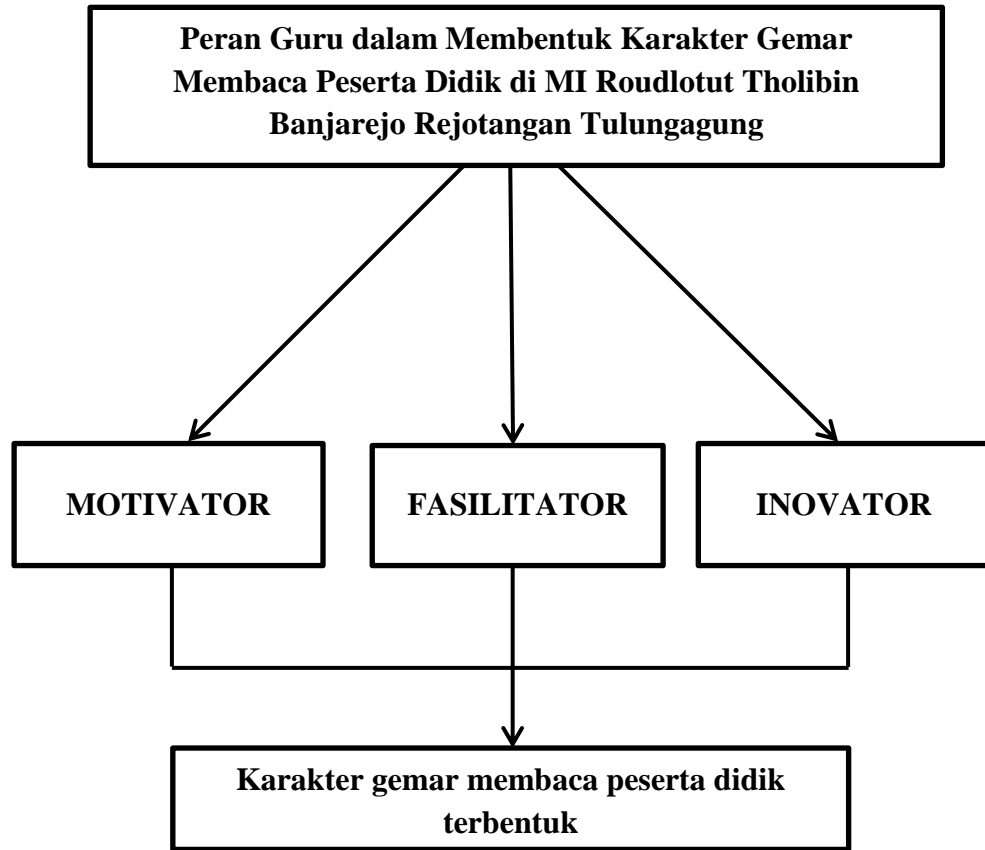 Peran Guru dalam Membentuk Karakter Gemar
Membaca Peserta Didik di MI Roudlotut Tholibin
Banjarejo Rejotangan Tulungagung
MOTIVATOR
FASILITATOR
INOVATOR
Karakter gemar membaca peserta didik
terbentuk